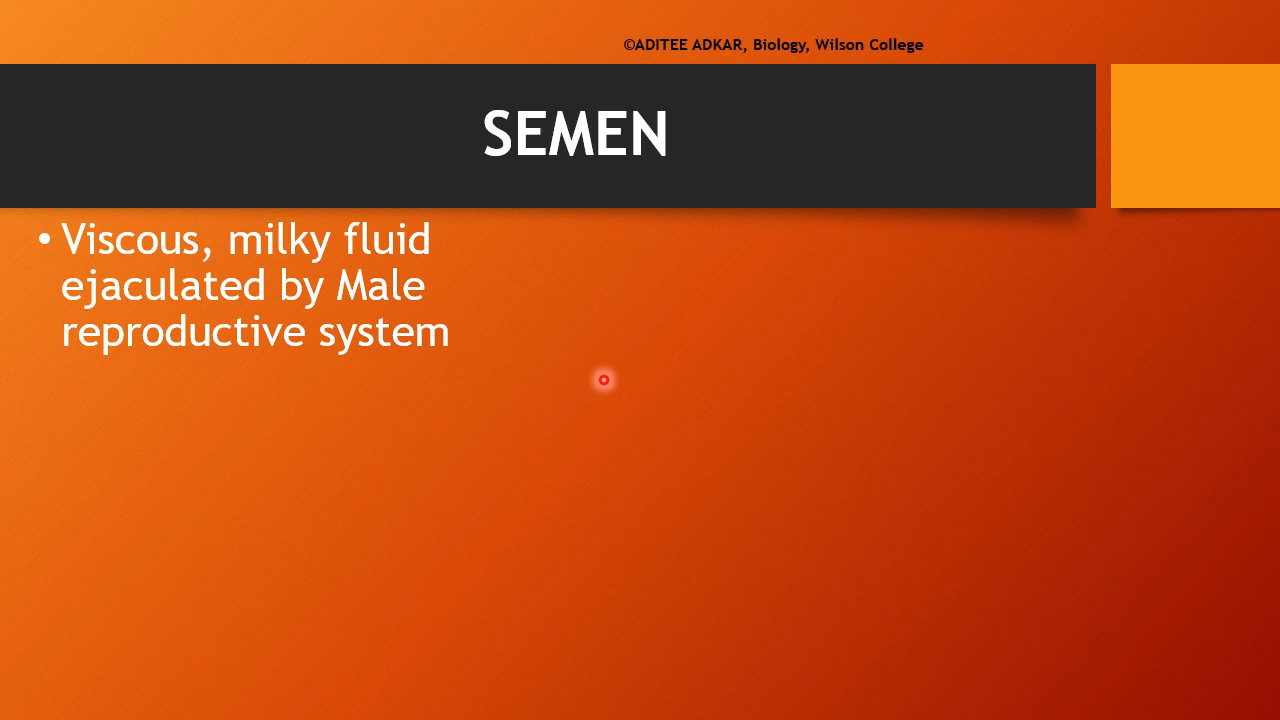 ©ADITEE ADKAR, Biology, Wilson College
SEMEN
• Viscous, milky fluid
ejaculated by Male
reproductive system